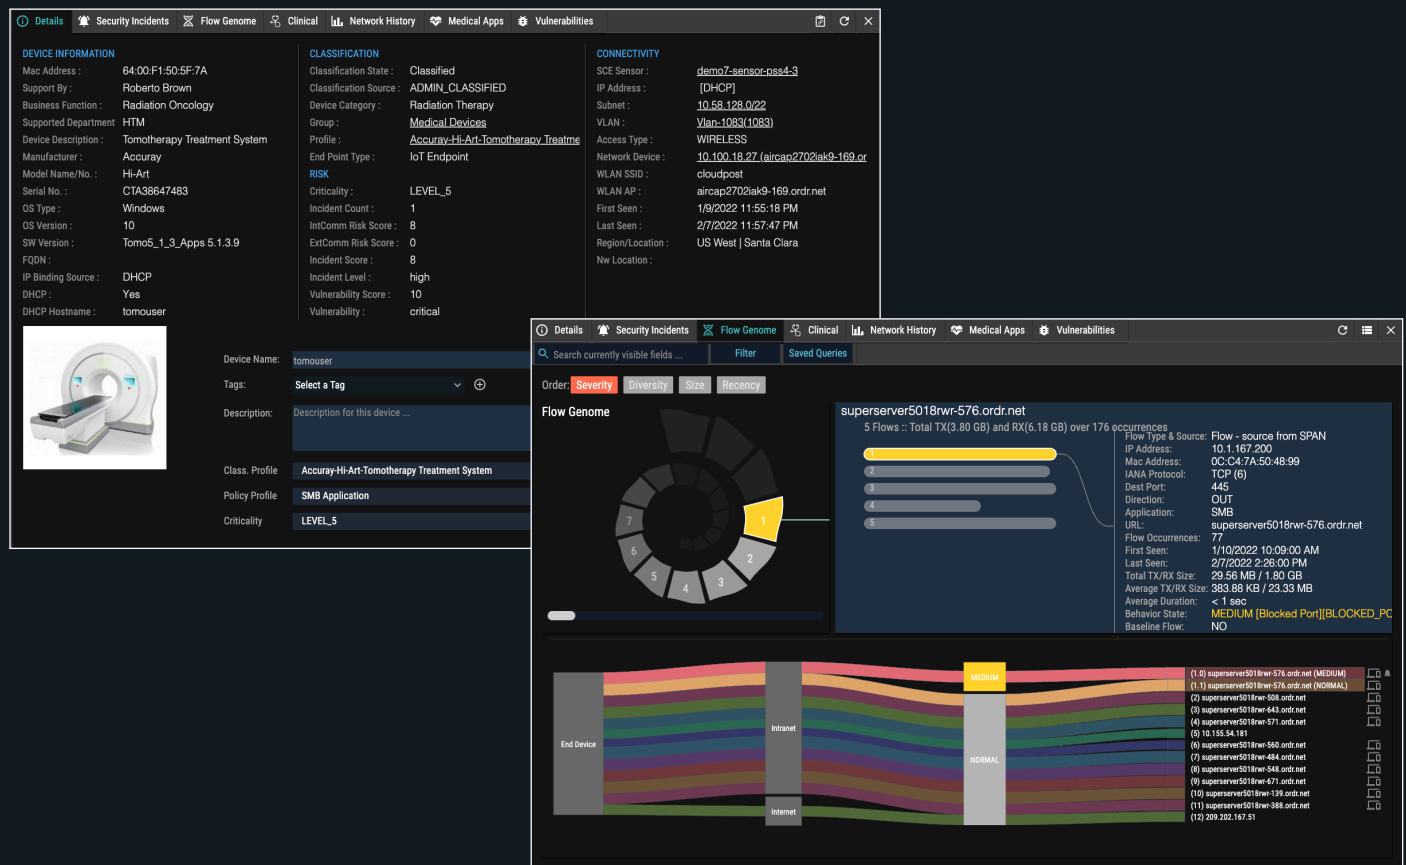 Details Security Incidents Flow Genome Clinical Network History Medical Apps Vulnerabilities
DEVICE INFORMATION
Mac Address : 64:00:F1:50:5F:7A
Support By : Roberto Brown
Business Function : Radiation Oncology
Supported Department HTM
Device Description : Tomotherapy Treatment System
Manufacturer : Accuray
Model Name/No. : Hi-Art
Serial No. : CTA38647483
OS Type : Windows
OS Version : 10
SW Version : Tomo5_1_3_Apps 5.1.3.9
FQDN :
IP Binding Source : DHCP
DHCP : Yes
DHCP Hostname : tomouser
CLASSIFICATION
Classification State : Classified
Classification Source : ADMIN_CLASSIFIED
Device Category : Radiation Therapy
Group : Medical Devices
Profile : Accuray-Hi-Art-Tomotherapy Treatme
End Point Type : IoT Endpoint
RISK
Criticality : LEVEL_5
Incident Count : 1
IntComm Risk Score : 8
ExtComm Risk Score : 0
Incident Score : 8
Incident Level : high
Vulnerability Score : 10
Vulnerability : critical
CONNECTIVITY
SCE Sensor : demo7-sensor-pss4-3
IP Address : [DHCP]
Subnet : 10.58.128.0/22
VLAN : Vlan-1083(1083)
Access Type : WIRELESS
Network Device : 10.100.18.27 (aircap2702iak9-169.or
WLAN SSID : cloudpost
WLAN AP : aircap2702iak9-169.ordr.net
First Seen : 1/9/2022 11:55:18 PM
Last Seen : 2/7/2022 11:57:47 PM
Region/Location : US West | Santa Clara
Nw Location :
Device Name: tomouser
Tags: Select a Tag
Description: Description for this device ...
Class. Profile Accuray-Hi-Art-Tomotherapy Treatment System
Policy Profile SMB Application
Criticality LEVEL_5
Details Security Incidents Flow Genome Clinical Network History Medical Apps Vulnerabilities
Search currently visible fields ... Filter Saved Queries
Order: Severity Diversity Size Recency
Flow Genome
1
2
3
4
5
6
7
superserver5018rwr-576.ordr.net
5 Flows :: Total TX(3.80 GB) and RX(6.18 GB) over 176 occurrences
1
2
3
4
5
Flow Type & Source: Flow - source from SPAN
IP Address: 10.1.167.200
Mac Address: 0C:C4:7A:50:48:99
IANA Protocol: TCP (6)
Dest Port: 445
Direction: OUT
Application: SMB
URL: superserver5018rwr-576.ordr.net
Flow Occurrences: 77
First Seen: 1/10/2022 10:09:00 AM
Last Seen: 2/7/2022 2:26:00 PM
Total TX/RX Size: 29.56 MB / 1.80 GB
Average TX/RX Size: 383.88 KB / 23.33 MB
Average Duration: < 1 sec
Behavior State: MEDIUM [Blocked Port][BLOCKED_PO
Baseline Flow: NO
End Device
Intranet
Internet
MEDIUM
NORMAL
(1.0) superserver5018rwr-576.ordr.net (MEDIUM)
(1.1) superserver5018rwr-576.ordr.net (NORMAL)
(2) superserver5018rwr-508.ordr.net
(3) superserver5018rwr-643.ordr.net
(4) superserver5018rwr-571.ordr.net
(5) 10.155.54.181
(6) superserver5018rwr-560.ordr.net
(7) superserver5018rwr-484.ordr.net
(8) superserver5018rwr-548.ordr.net
(9) superserver5018rwr-671.ordr.net
(10) superserver5018rwr-139.ordr.net
(11) superserver5018rwr-388.ordr.net
(12) 209.202.167.51